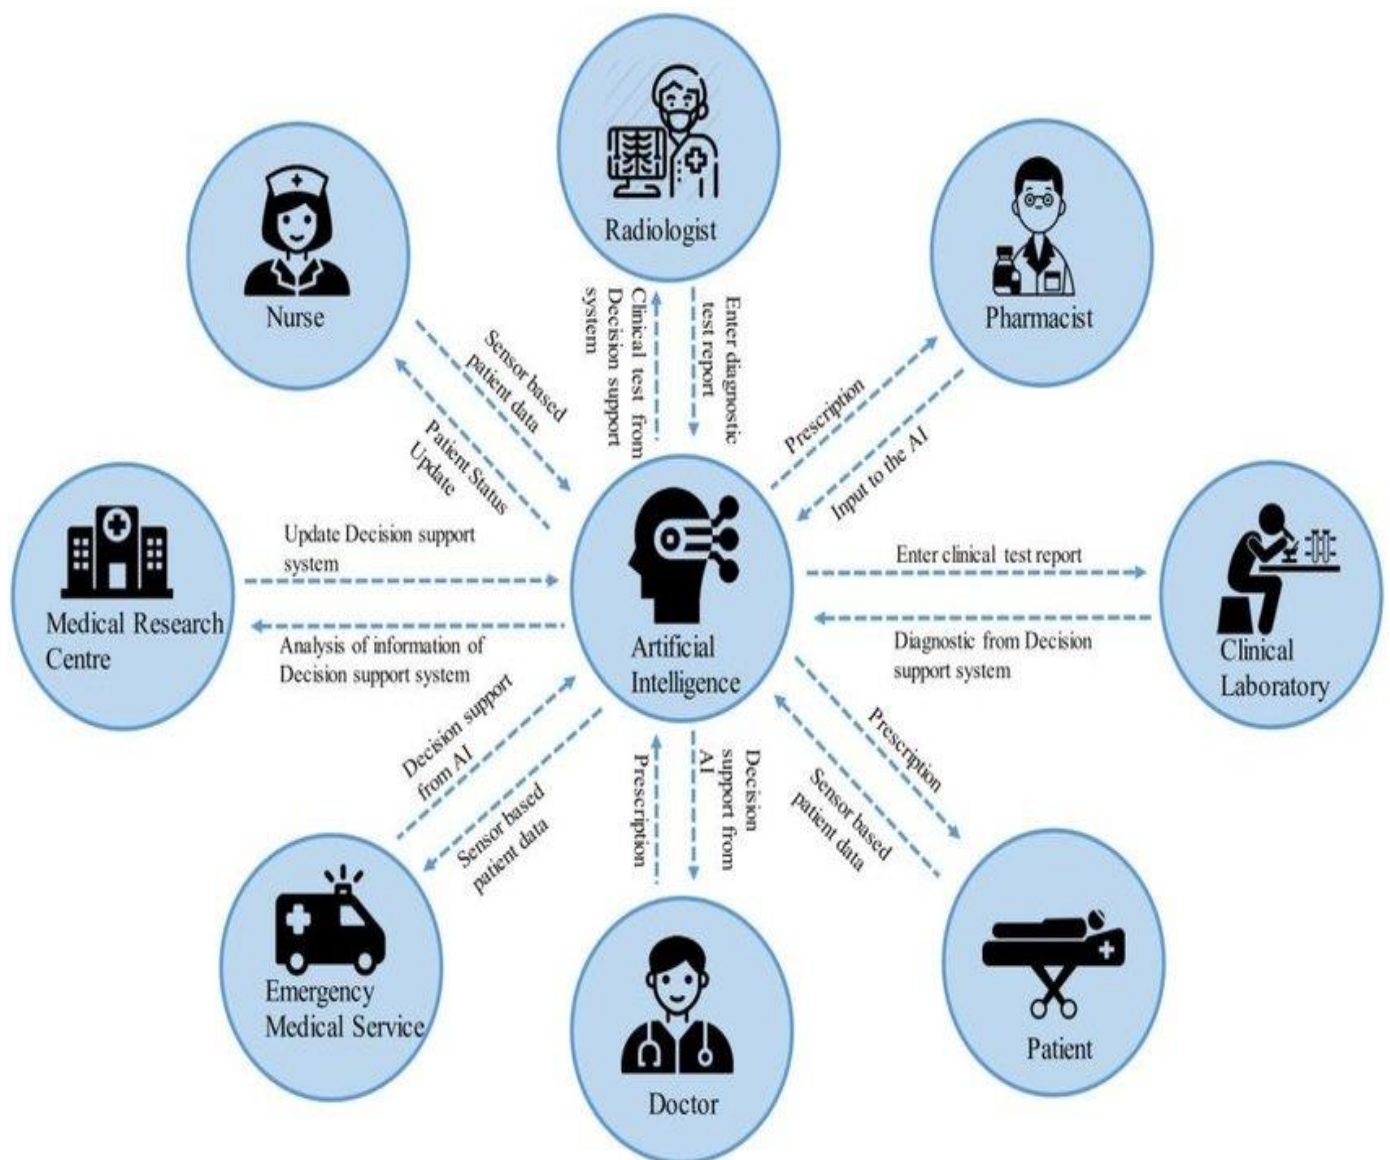 Radiologist
Nurse
Pharmacist
Clinical test from
Decision support
system
Enter diagnostic
test report
Sensor based
patient data
Patient Status
Update
Prescription
Input to the AI
Medical Research
Centre
Update Decision support
system
Analysis of information of
Decision support system
Artificial
Intelligence
Enter clinical test report
Diagnostic from Decision
support system
Clinical
Laboratory
Decision support
from AI
Sensor based
patient data
Prescription
Decision
support from
AI
Prescription
Sensor based
patient data
Emergency
Medical Service
Doctor
Patient